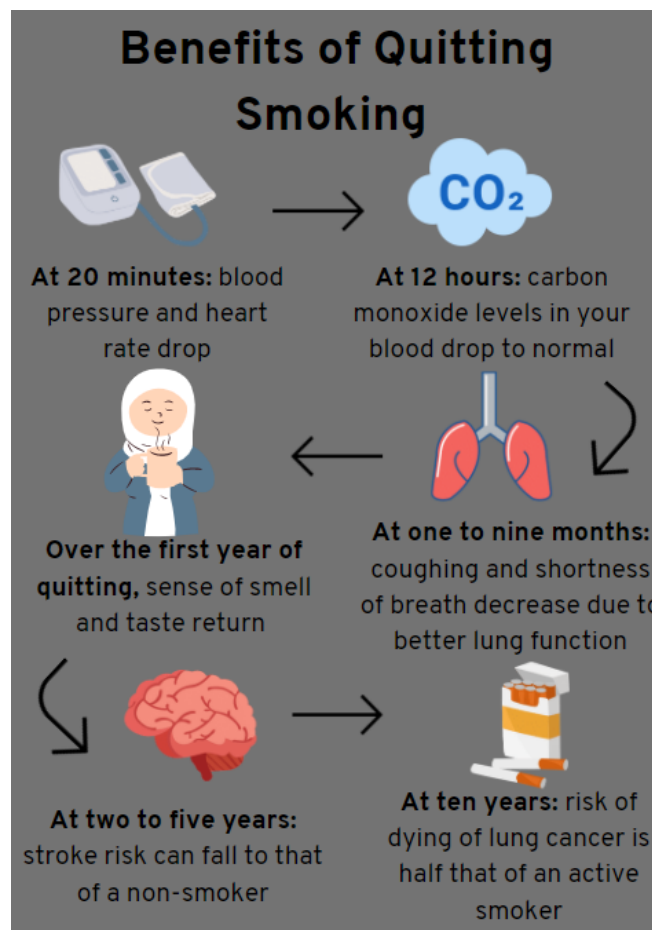 Benefits of Quitting
Smoking
CO₂
At 20 minutes: blood
pressure and heart
rate drop
At 12 hours: carbon
monoxide levels in your
blood drop to normal
At one to nine months:
coughing and shortness
of breath decrease due to
better lung function
Over the first year of
quitting, sense of smell
and taste return
At two to five years:
stroke risk can fall to that
of a non-smoker
At ten years: risk of
dying of lung cancer is
half that of an active
smoker